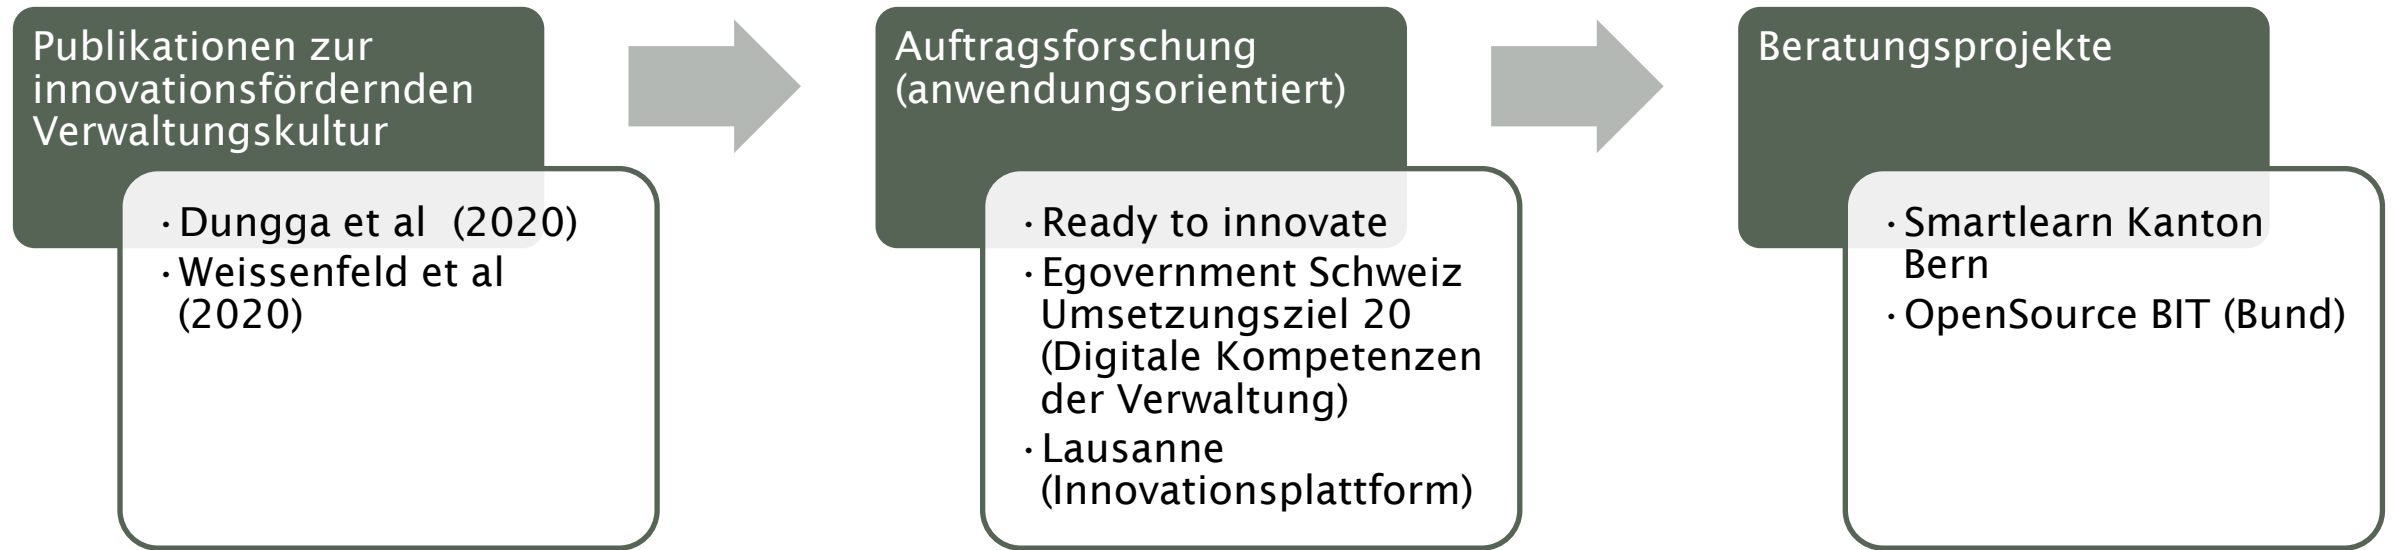 Publikationen zur
innovationsfördernden
Verwaltungskultur
· Dungga et al  (2020)
· Weissenfeld et al
(2020)
Auftragsforschung
(anwendungsorientiert)
· Ready to innovate
· Egovernment Schweiz
Umsetzungsziel 20
(Digitale Kompetenzen
der Verwaltung)
· Lausanne
(Innovationsplattform)
Beratungsprojekte
· Smartlearn Kanton
Bern
· OpenSource BIT (Bund)